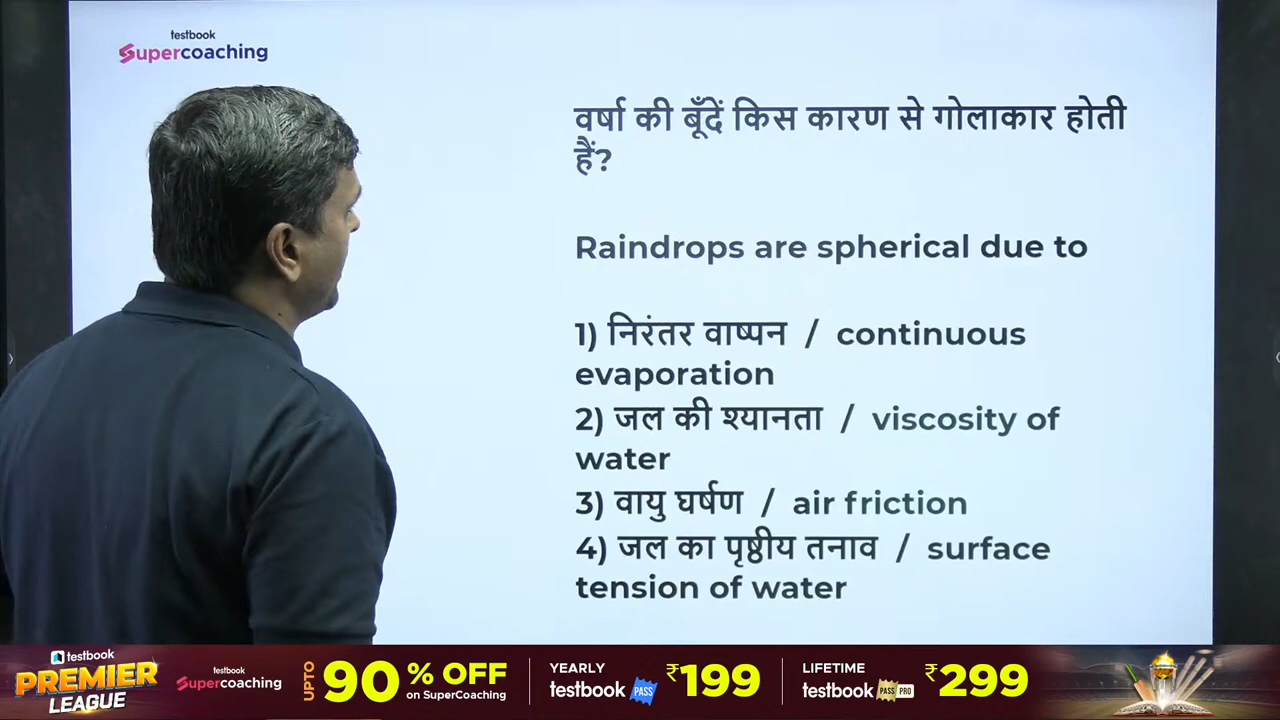 testbook
Supercoaching
वर्षा की बूँदें किस कारण से गोलाकार होती
हैं?
Raindrops are spherical due to
1) निरंतर वाष्पन / continuous
evaporation
2) जल की श्यानता / viscosity of
water
3) वायु घर्षण / air friction
4) जल का पृष्ठीय तनाव / surface
tension of water
testbook
PREMIER
LEAGUE
testbook
Supercoaching
UPTO
90 % OFF
on SuperCoaching
YEARLY
testbook PASS
₹199
LIFETIME
testbook PASS PRO
₹299